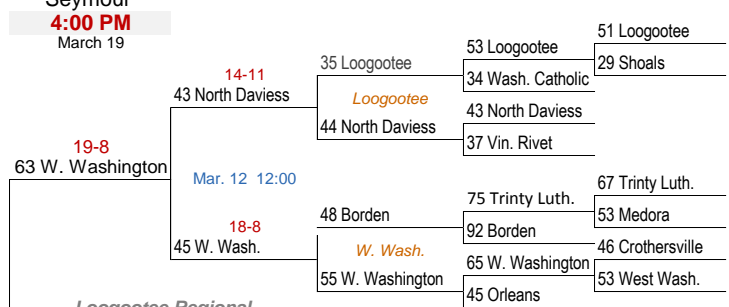 Seymour
4:00 PM
March 19
51 Loogootee
53 Loogootee
29 Shoals
35 Loogootee
14-11
34 Wash. Catholic
43 North Daviess
Loogootee
43 North Daviess
44 North Daviess
37 Vin. Rivet
19-8
63 W. Washington
Mar. 12 12:00
67 Trinty Luth.
75 Trinty Luth.
48 Borden
53 Medora
18-8
92 Borden
45 W. Wash.
W. Wash.
46 Crothersville
65 W. Washington
55 W. Washington
53 West Wash.
45 Orleans
Loogootee Regional